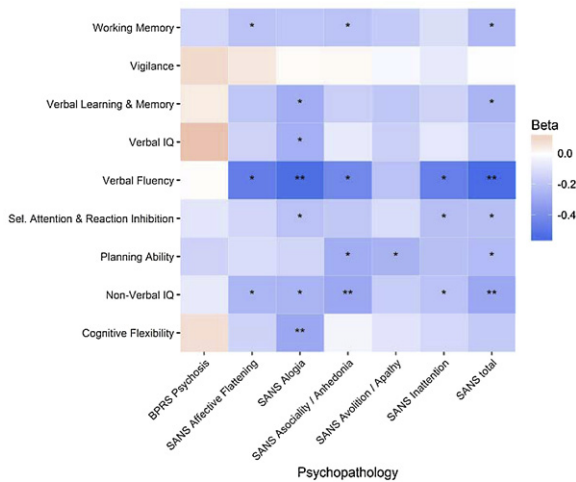 Working Memory * * *
Vigilance
Verbal Learning & Memory * *
Verbal IQ *
Verbal Fluency * ** * * **
Sel. Attention & Reaction Inhibition * * *
Planning Ability * * *
Non-Verbal IQ * * ** * **
Cognitive Flexibility **
Beta
0.0
-0.2
-0.4
BPRS Psychosis
SANS Affective Flattening
SANS Alogia
SANS Asociality / Anhedonia
SANS Avolition / Apathy
SANS Inattention
SANS total
Psychopathology